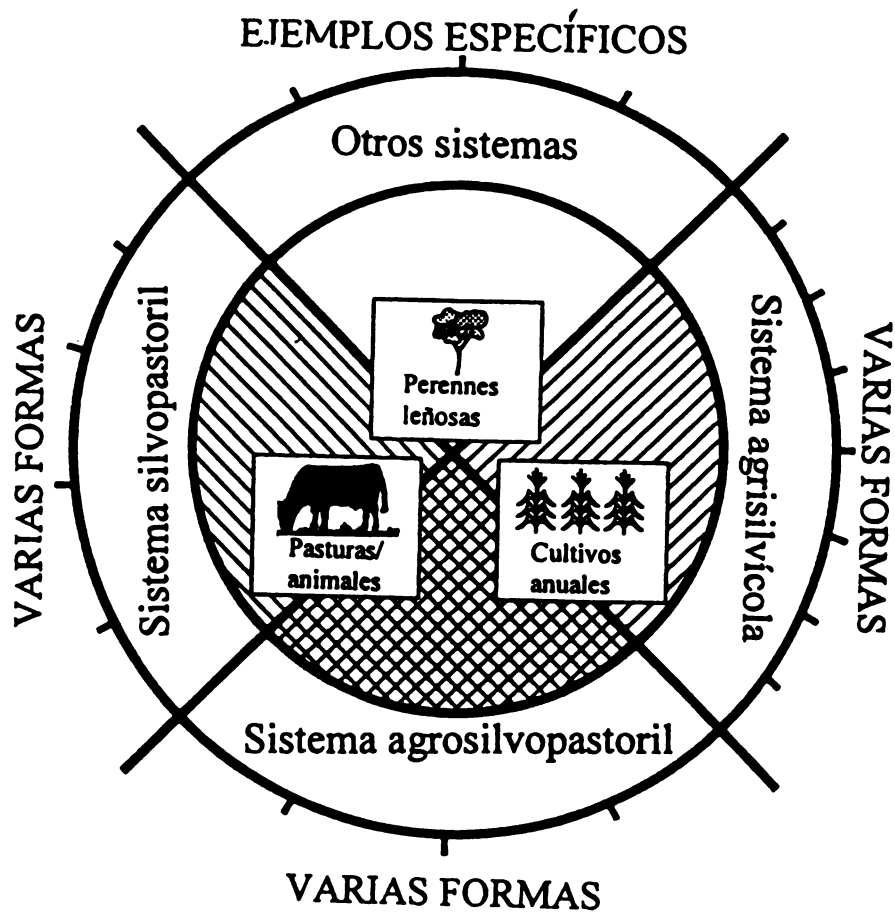 EJEMPLOS ESPECÍFICOS
Otros sistemas
VARIAS FORMAS
Sistema silvopastoril
Perennes
leñosas
Pasturas/
animales
Cultivos
anuales
Sistema agrisilvícola
VARIAS FORMAS
Sistema agrosilvopastoril
VARIAS FORMAS